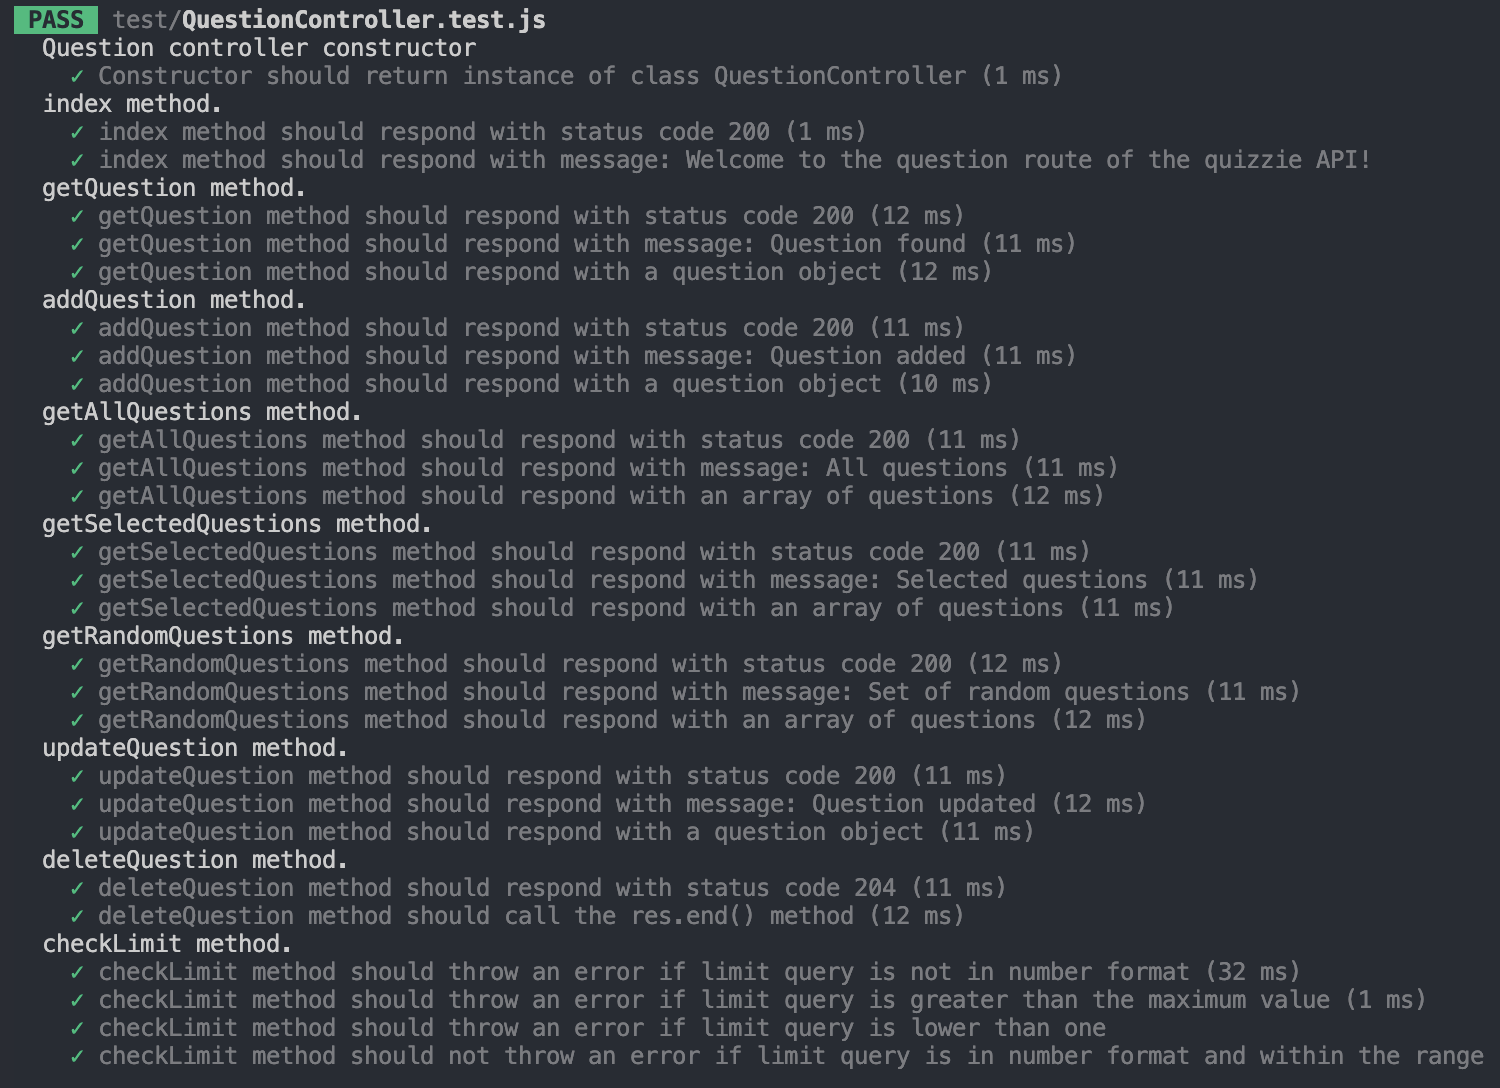 PASS test/QuestionController.test.js
Question controller constructor
✓ Constructor should return instance of class QuestionController (1 ms)
index method.
✓ index method should respond with status code 200 (1 ms)
✓ index method should respond with message: Welcome to the question route of the quizzie API!
getQuestion method.
✓ getQuestion method should respond with status code 200 (12 ms)
✓ getQuestion method should respond with message: Question found (11 ms)
✓ getQuestion method should respond with a question object (12 ms)
addQuestion method.
✓ addQuestion method should respond with status code 200 (11 ms)
✓ addQuestion method should respond with message: Question added (11 ms)
✓ addQuestion method should respond with a question object (10 ms)
getAllQuestions method.
✓ getAllQuestions method should respond with status code 200 (11 ms)
✓ getAllQuestions method should respond with message: All questions (11 ms)
✓ getAllQuestions method should respond with an array of questions (12 ms)
getSelectedQuestions method.
✓ getSelectedQuestions method should respond with status code 200 (11 ms)
✓ getSelectedQuestions method should respond with message: Selected questions (11 ms)
✓ getSelectedQuestions method should respond with an array of questions (11 ms)
getRandomQuestions method.
✓ getRandomQuestions method should respond with status code 200 (12 ms)
✓ getRandomQuestions method should respond with message: Set of random questions (11 ms)
✓ getRandomQuestions method should respond with an array of questions (12 ms)
updateQuestion method.
✓ updateQuestion method should respond with status code 200 (11 ms)
✓ updateQuestion method should respond with message: Question updated (12 ms)
✓ updateQuestion method should respond with a question object (11 ms)
deleteQuestion method.
✓ deleteQuestion method should respond with status code 204 (11 ms)
✓ deleteQuestion method should call the res.end() method (12 ms)
checkLimit method.
✓ checkLimit method should throw an error if limit query is not in number format (32 ms)
✓ checkLimit method should throw an error if limit query is greater than the maximum value (1 ms)
✓ checkLimit method should throw an error if limit query is lower than one
✓ checkLimit method should not throw an error if limit query is in number format and within the range